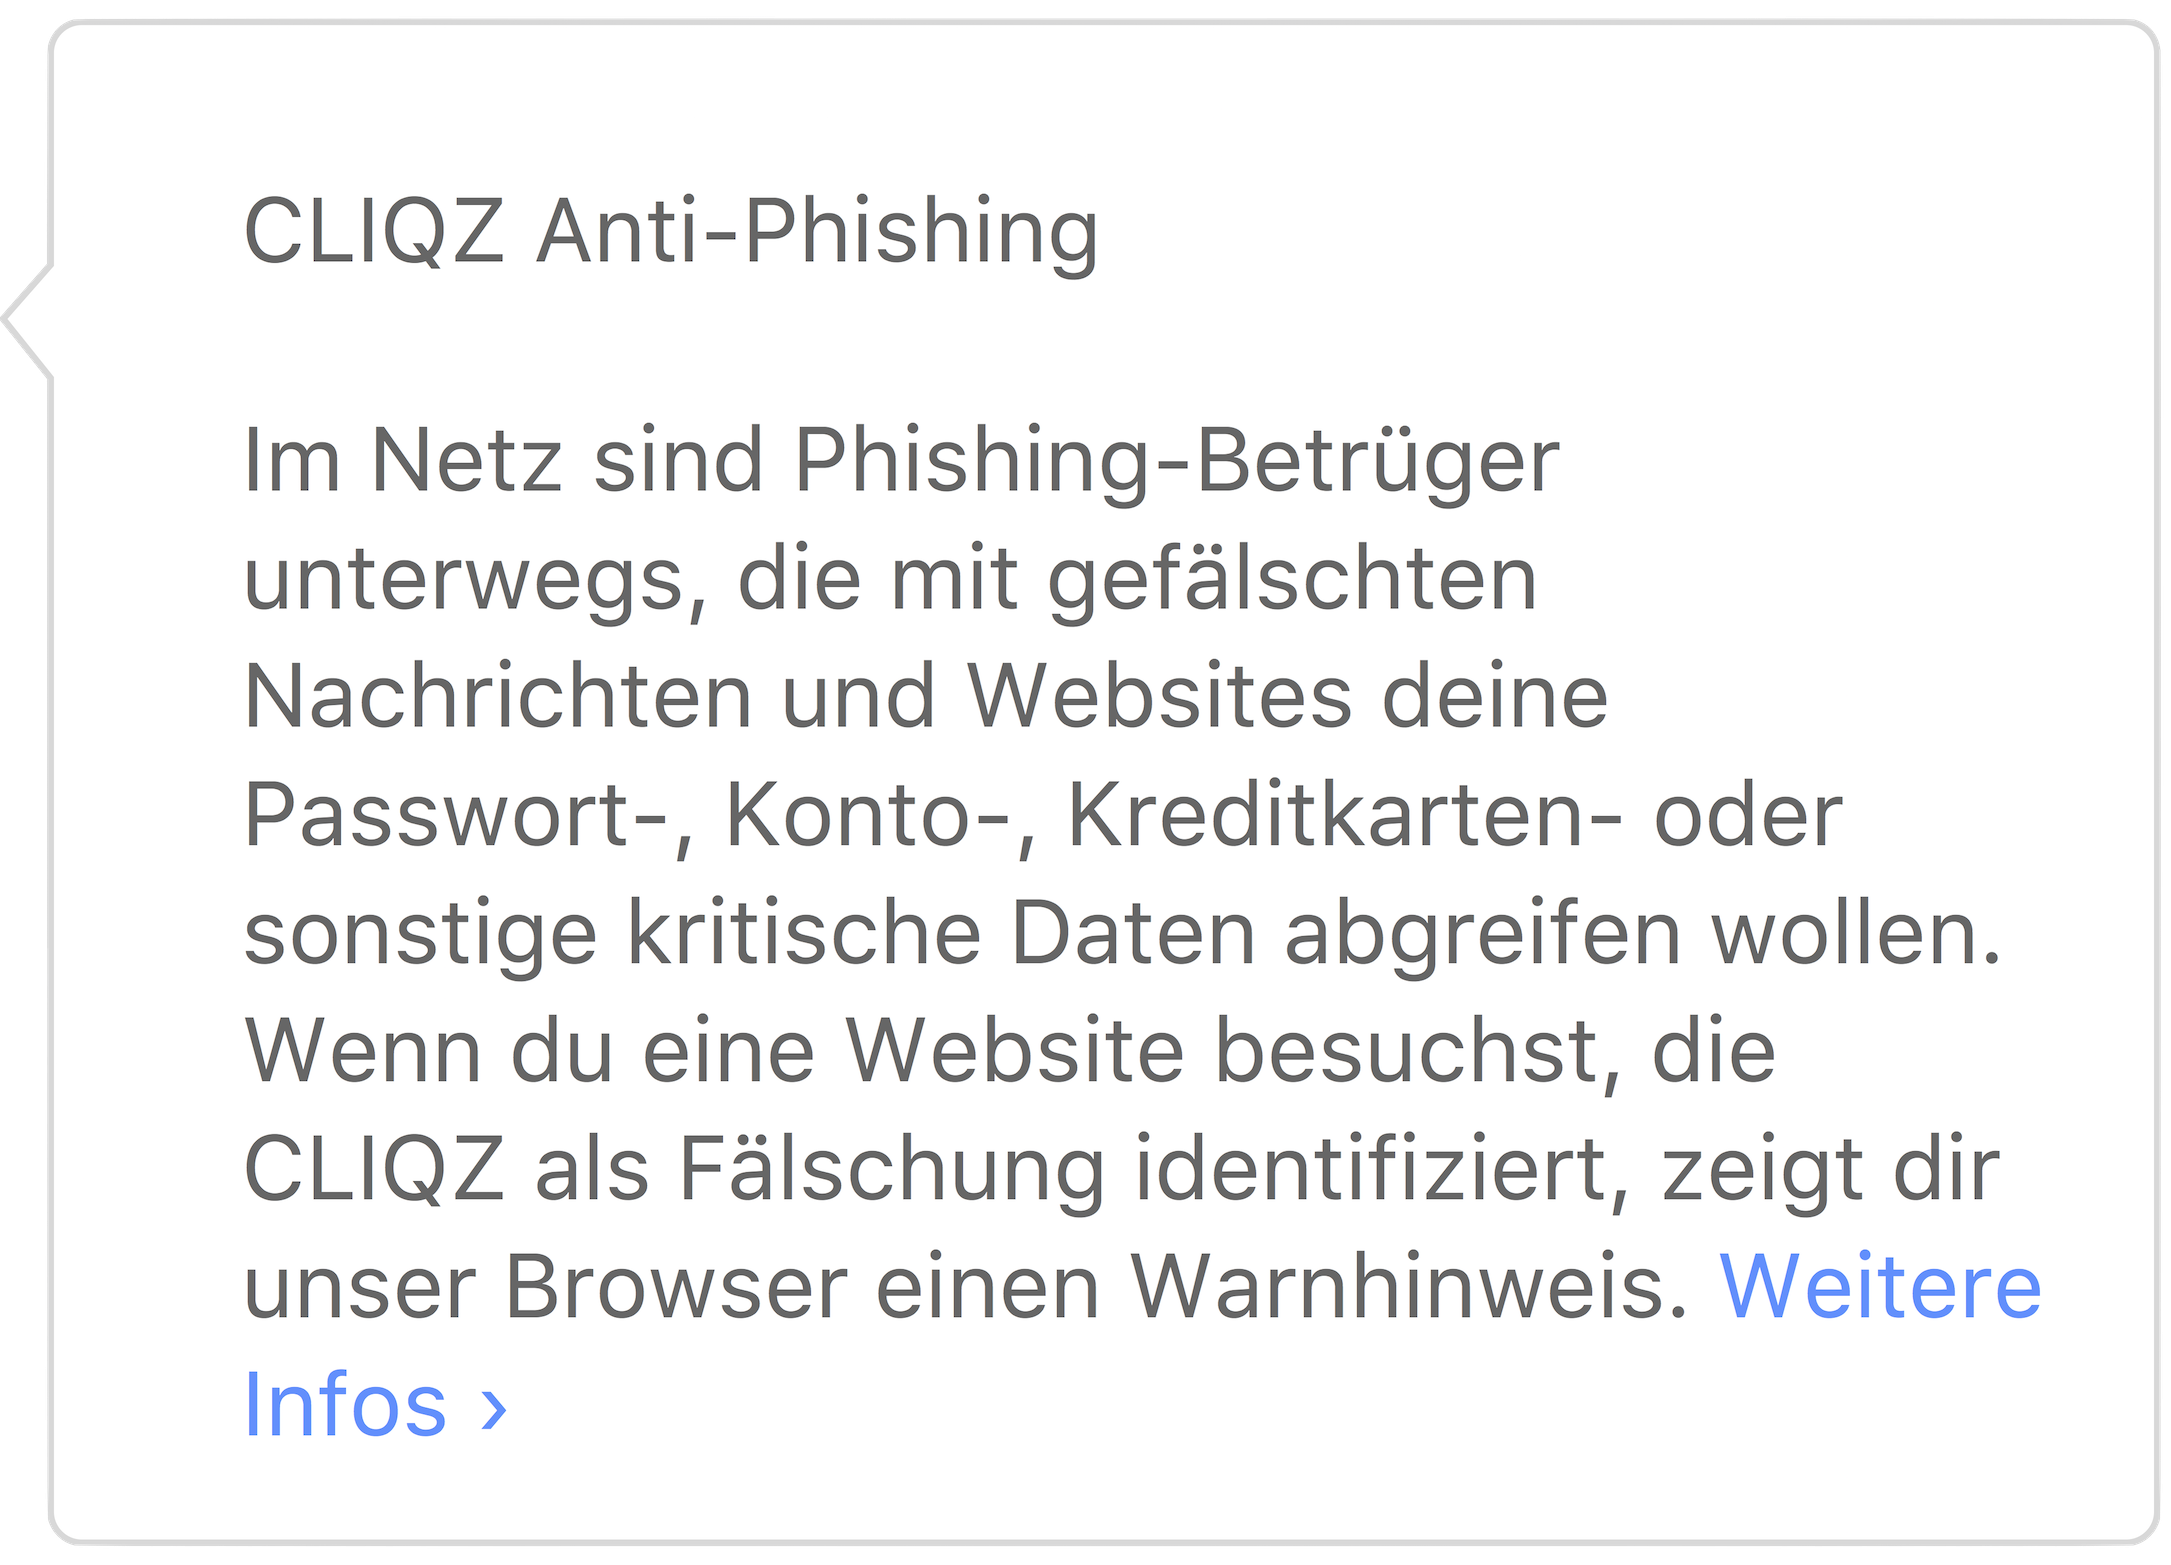 CLIQZ Anti-Phishing
Im Netz sind Phishing-Betrüger
unterwegs, die mit gefälschten
Nachrichten und Websites deine
Passwort-, Konto-, Kreditkarten- oder
sonstige kritische Daten abgreifen wollen.
Wenn du eine Website besuchst, die
CLIQZ als Fälschung identifiziert, zeigt dir
unser Browser einen Warnhinweis. Weitere
Infos ›